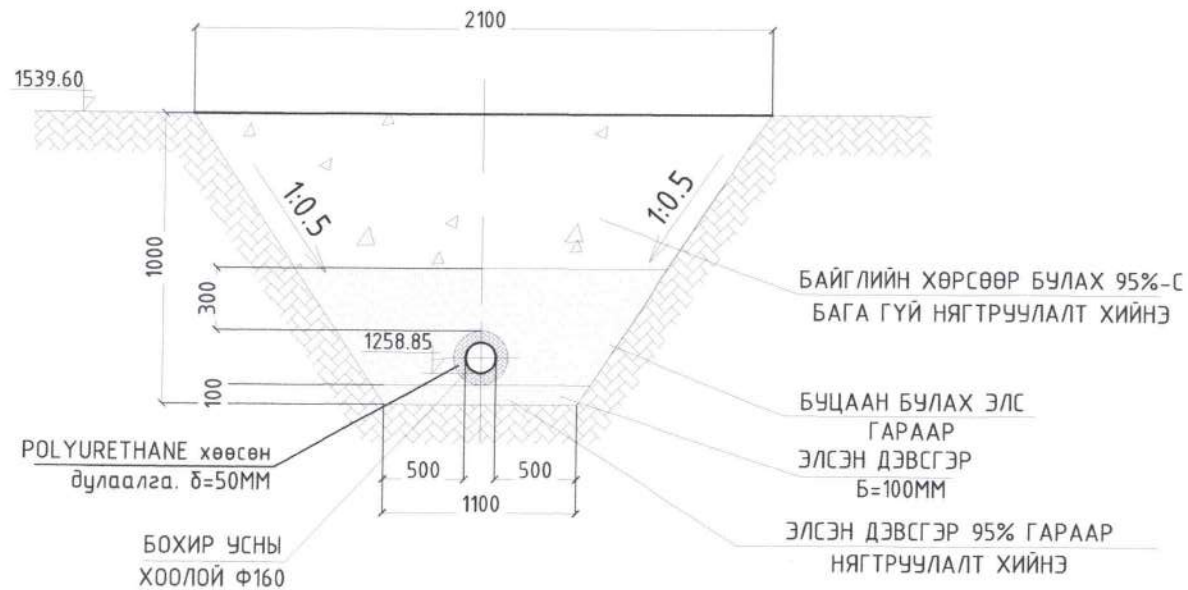 2100
1539.60
1:0.5
1:0.5
1000
300
100
1258.85
БАЙГЛИЙН ХӨРСӨӨР БУЛАХ 95%-С
БАГА ГҮЙ НЯГТРУУЛАЛТ ХИЙНЭ
БУЦААН БУЛАХ ЭЛС
ГАРААР
ЭЛСЭН ДЭВСГЭР
Б=100ММ
ЭЛСЭН ДЭВСГЭР 95% ГАРААР
НЯГТРУУЛАЛТ ХИЙНЭ
POLYURETHANE хөөсөн
дулаалга. δ=50ММ
500
500
1100
БОХИР УСНЫ
ХООЛОЙ Ф160